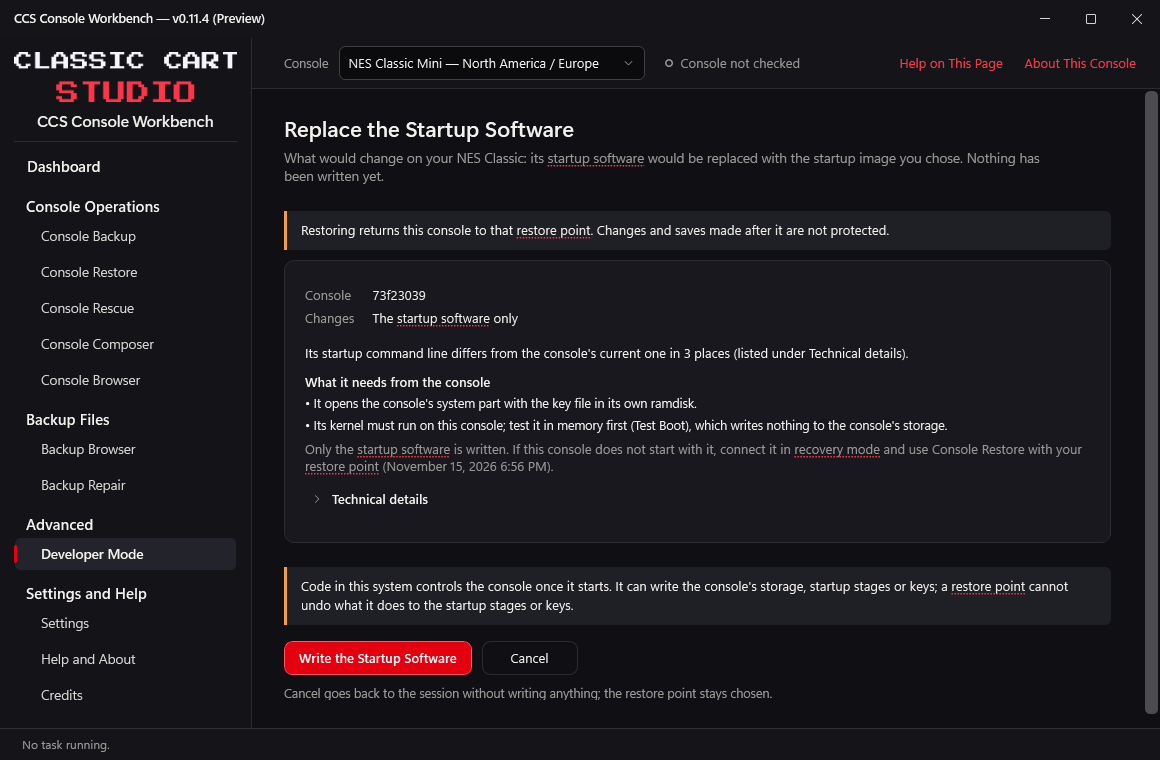 CCS Console Workbench — v0.11.4 (Preview)
CLASSIC CART
STUDIO
CCS Console Workbench
Dashboard
Console Operations
Console Backup
Console Restore
Console Rescue
Console Composer
Console Browser
Backup Files
Backup Browser
Backup Repair
Advanced
Developer Mode
Settings and Help
Settings
Help and About
Credits
Console
NES Classic Mini — North America / Europe
Console not checked
Help on This Page
About This Console
Replace the Startup Software
What would change on your NES Classic: its startup software would be replaced with the startup image you chose. Nothing has
been written yet.
Restoring returns this console to that restore point. Changes and saves made after it are not protected.
Console 73f23039
Changes The startup software only
Its startup command line differs from the console's current one in 3 places (listed under Technical details).
What it needs from the console
• It opens the console's system part with the key file in its own ramdisk.
• Its kernel must run on this console; test it in memory first (Test Boot), which writes nothing to the console's storage.
Only the startup software is written. If this console does not start with it, connect it in recovery mode and use Console Restore with your
restore point (November 15, 2026 6:56 PM).
Technical details
Code in this system controls the console once it starts. It can write the console's storage, startup stages or keys; a restore point cannot
undo what it does to the startup stages or keys.
Write the Startup Software
Cancel
Cancel goes back to the session without writing anything; the restore point stays chosen.
No task running.